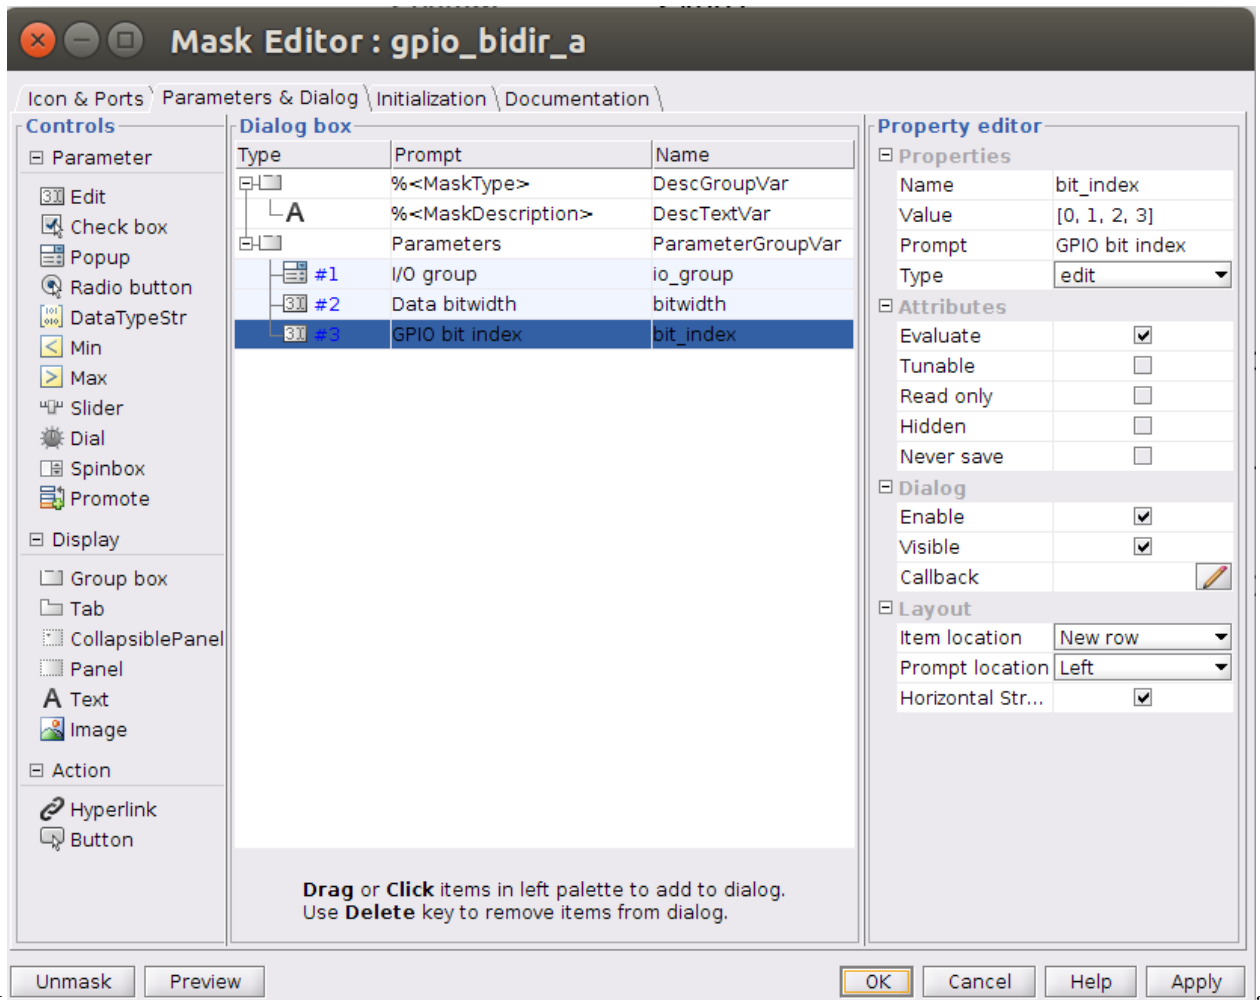 Mask Editor : gpio_bidir_a
Icon & Ports Parameters & Dialog Initialization Documentation
Controls
Parameter
Edit
Check box
Popup
Radio button
DataTypeStr
Min
Max
Slider
Dial
Spinbox
Promote
Display
Group box
Tab
CollapsiblePanel
Panel
Text
Image
Action
Hyperlink
Button
Dialog box
Type Prompt Name
%<MaskType> DescGroupVar
A %<MaskDescription> DescTextVar
Parameters ParameterGroupVar
#1 I/O group io_group
#2 Data bitwidth bitwidth
#3 GPIO bit index bit_index
Drag or Click items in left palette to add to dialog.
Use Delete key to remove items from dialog.
Property editor
Properties
Name bit_index
Value [0, 1, 2, 3]
Prompt GPIO bit index
Type edit
Attributes
Evaluate
Tunable
Read only
Hidden
Never save
Dialog
Enable
Visible
Callback
Layout
Item location New row
Prompt location Left
Horizontal Str...
Unmask Preview OK Cancel Help Apply